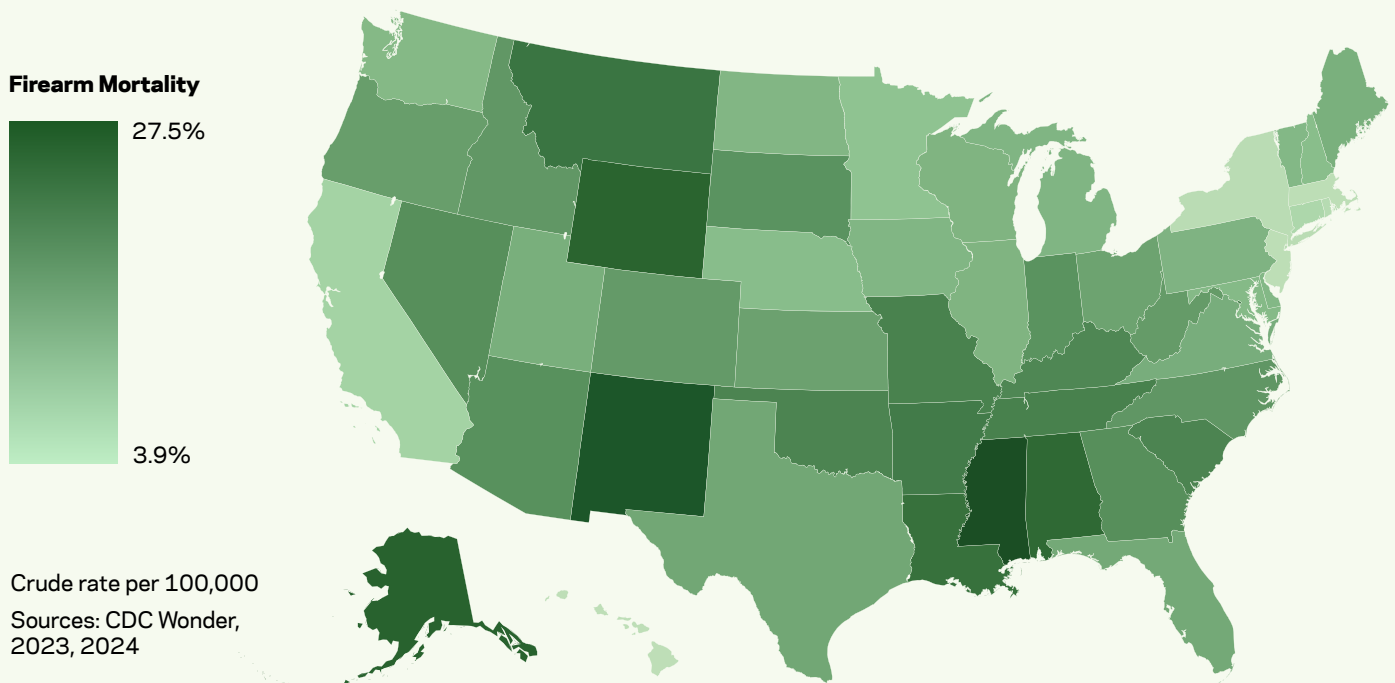 Firearm Mortality
27.5%
3.9%
Crude rate per 100,000
Sources: CDC Wonder,
2023, 2024